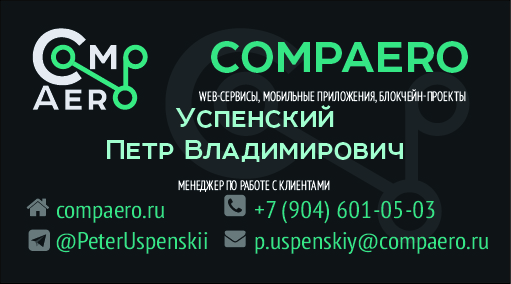 COMP
AERO
COMPAERO
WEB-СЕРВИСЫ, МОБИЛЬНЫЕ ПРИЛОЖЕНИЯ, БЛОКЧЕЙН-ПРОЕКТЫ
УСПЕНСКИЙ
ПЕТР ВЛАДИМИРОВИЧ
МЕНЕДЖЕР ПО РАБОТЕ С КЛИЕНТАМИ
compaero.ru
+7 (904) 601-05-03
@PeterUspenskii
p.uspenskiy@compaero.ru